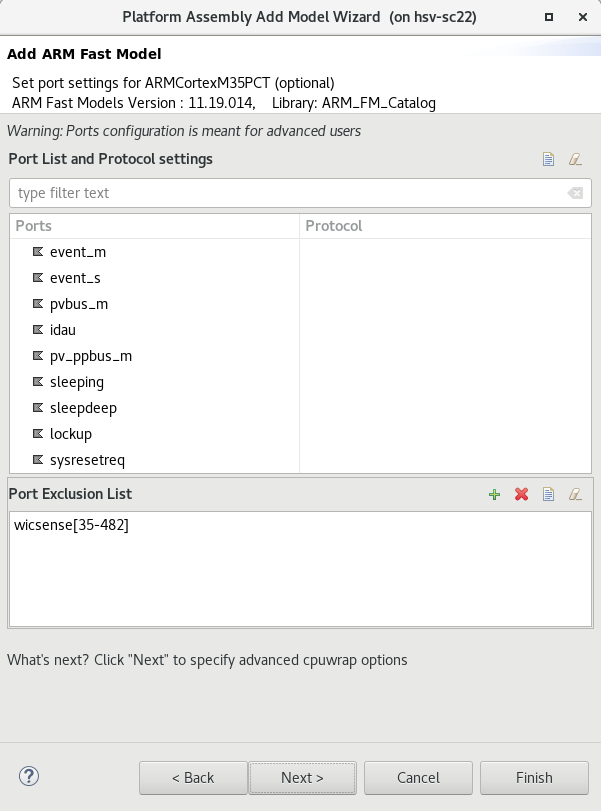 Platform Assembly Add Model Wizard (on hsv-sc22)
Add ARM Fast Model
Set port settings for ARMCortexM35PCT (optional)
ARM Fast Models Version : 11.19.014,    Library: ARM_FM_Catalog
Warning: Ports configuration is meant for advanced users
Port List and Protocol settings
type filter text
Ports Protocol
event_m
event_s
pvbus_m
idau
pv_ppbus_m
sleeping
sleepdeep
lockup
sysresetreq
Port Exclusion List
wicsense[35-482]
What's next? Click "Next" to specify advanced cpuwrap options
? < Back Next > Cancel Finish